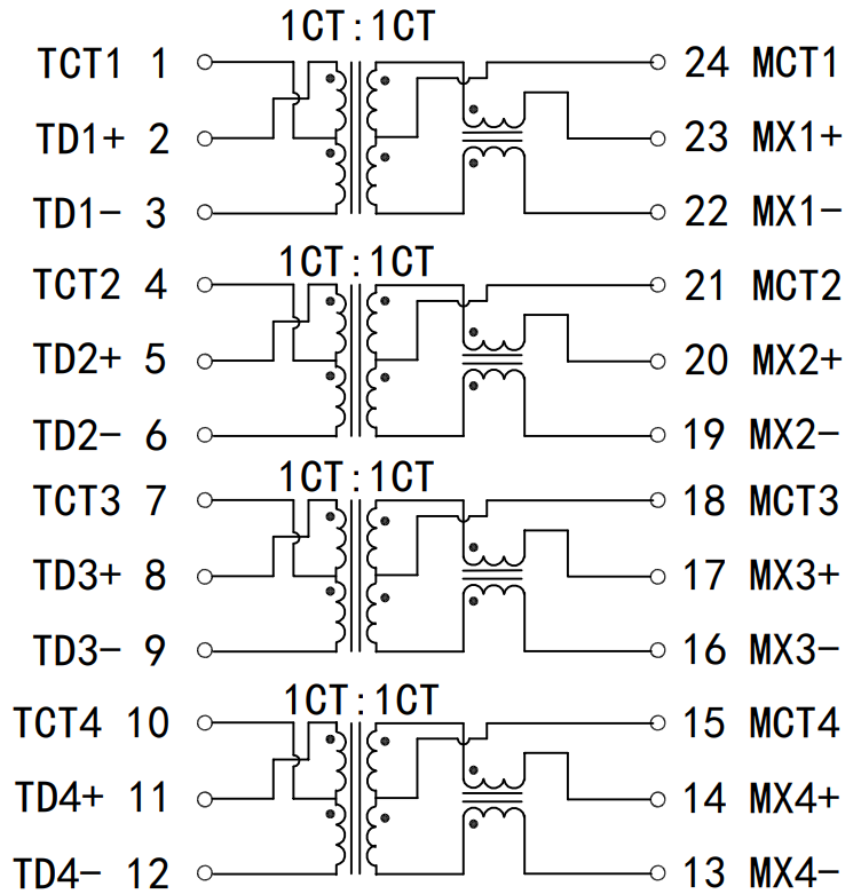 1CT:1CT
TCT1 1 24 MCT1
TD1+ 2 23 MX1+
TD1- 3 22 MX1-
1CT:1CT
TCT2 4 21 MCT2
TD2+ 5 20 MX2+
TD2- 6 19 MX2-
1CT:1CT
TCT3 7 18 MCT3
TD3+ 8 17 MX3+
TD3- 9 16 MX3-
1CT:1CT
TCT4 10 15 MCT4
TD4+ 11 14 MX4+
TD4- 12 13 MX4-